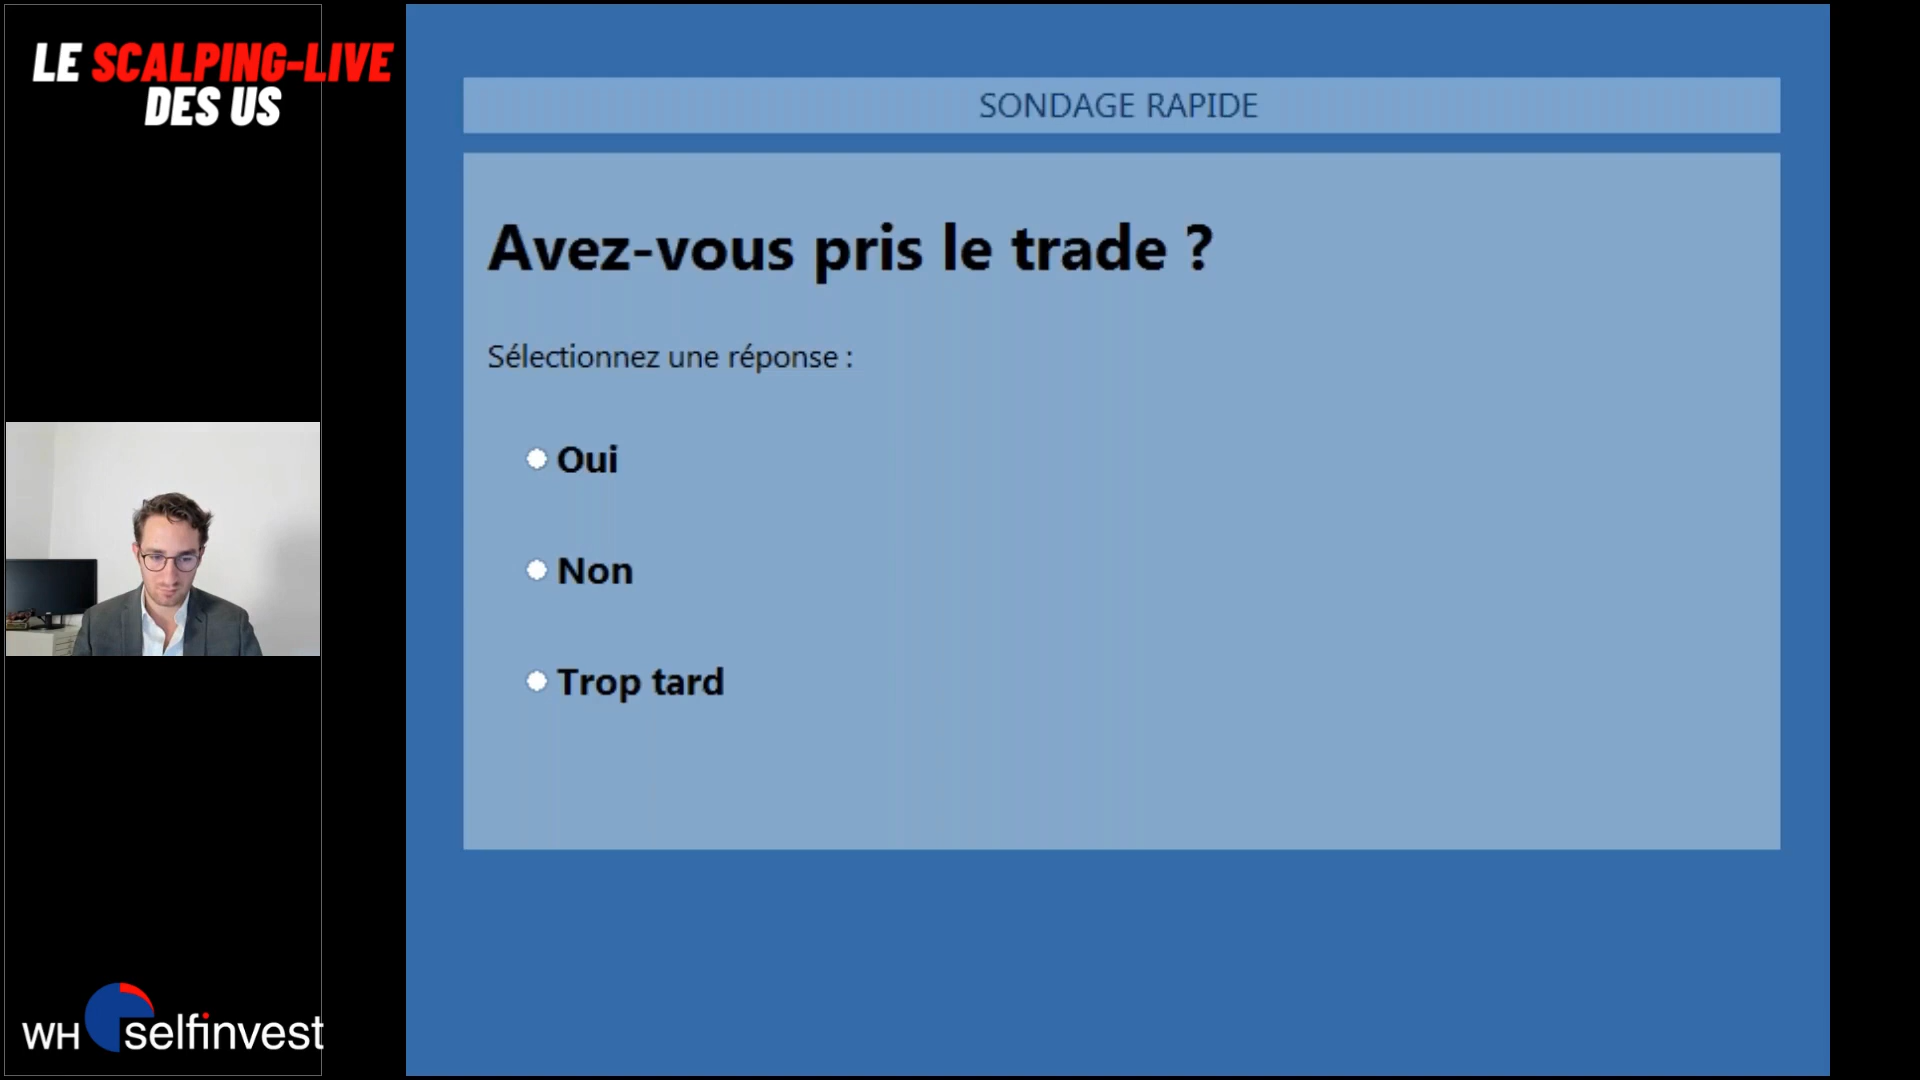 LE SCALPING-LIVE
DES US
SONDAGE RAPIDE
Avez-vous pris le trade ?
Sélectionnez une réponse :
Oui
Non
Trop tard
WH selfinvest